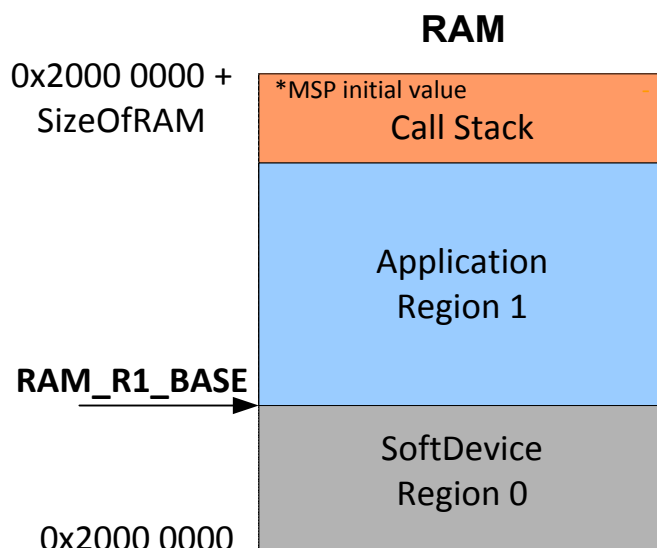 RAM
0x2000 0000 +
SizeOfRAM
*MSP initial value
Call Stack
Application
Region 1
RAM_R1_BASE
SoftDevice
Region 0
0x2000 0000